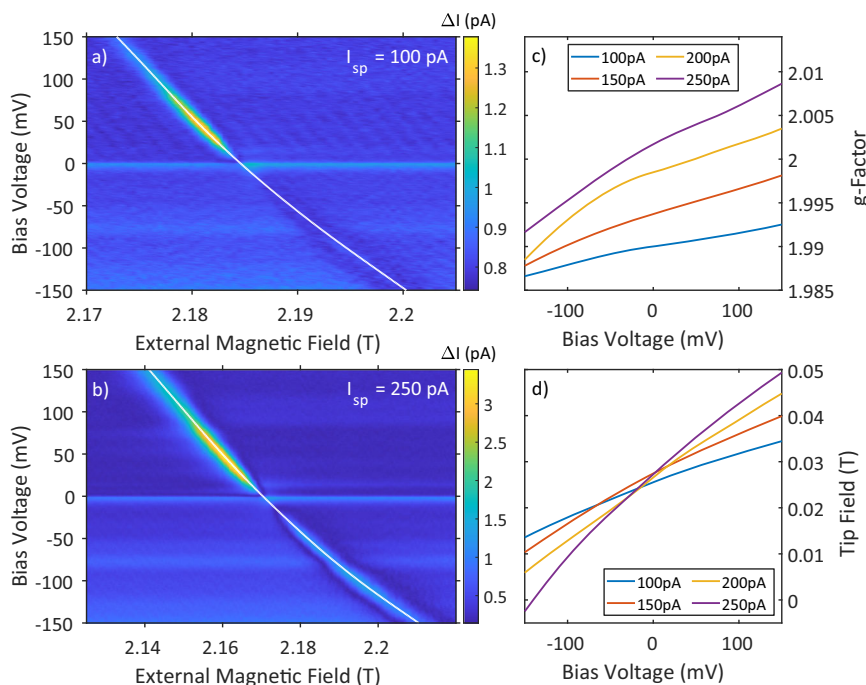 a)
I_sp = 100 pA
150
100
50
0
-50
-100
-150
Bias Voltage (mV)
2.17 2.18 2.19 2.2
External Magnetic Field (T)
ΔI (pA)
1.3
1.2
1.1
1
0.9
0.8
b)
I_sp = 250 pA
150
100
50
0
-50
-100
-150
Bias Voltage (mV)
2.14 2.16 2.18 2.2
External Magnetic Field (T)
ΔI (pA)
3
2.5
2
1.5
1
0.5
c)
100pA 200pA
150pA 250pA
2.01
2.005
2
1.995
1.990
1.985
g-Factor
-100 0 100
Bias Voltage (mV)
d)
100pA 200pA
150pA 250pA
0.05
0.04
0.03
0.02
0.01
0
Tip Field (T)
-100 0 100
Bias Voltage (mV)